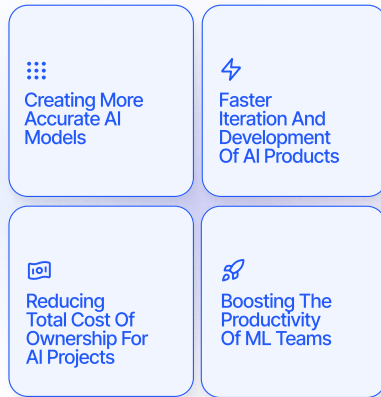 Creating More
Accurate AI
Models
Faster
Iteration And
Development
Of AI Products
Reducing
Total Cost Of
Ownership For
AI Projects
Boosting The
Productivity
Of ML Teams